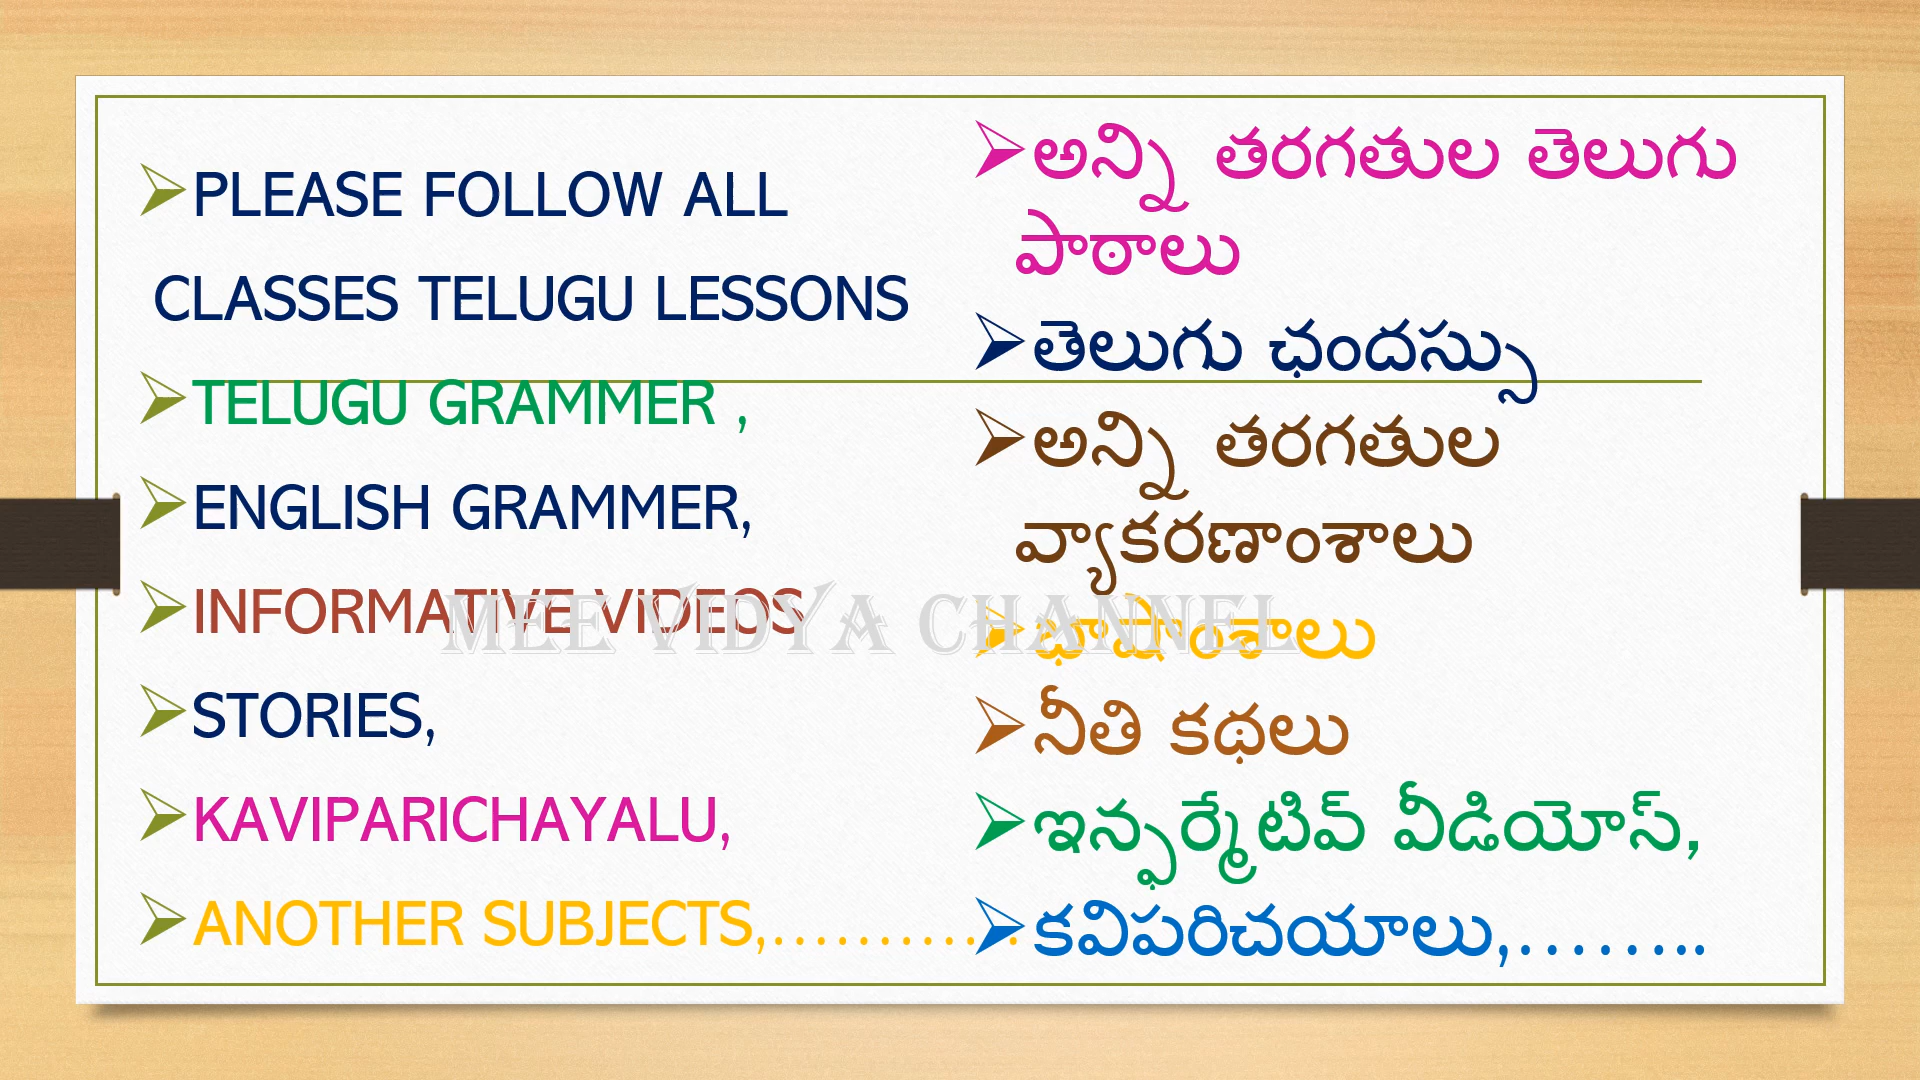 PLEASE FOLLOW ALL
CLASSES TELUGU LESSONS
TELUGU GRAMMER ,
ENGLISH GRAMMER,
INFORMATIVE VIDEOS
STORIES,
KAVIPARICHAYALU,
ANOTHER SUBJECTS,…………
అన్ని తరగతుల తెలుగు
పాఠాలు
తెలుగు ఛందస్సు
అన్ని తరగతుల
వ్యాకరణాంశాలు
భాషాంశాలు
నీతి కథలు
ఇన్ఫర్మేటివ్ వీడియోస్,
కవిపరిచయాలు,……..
MEE VIDYA CHANNEL